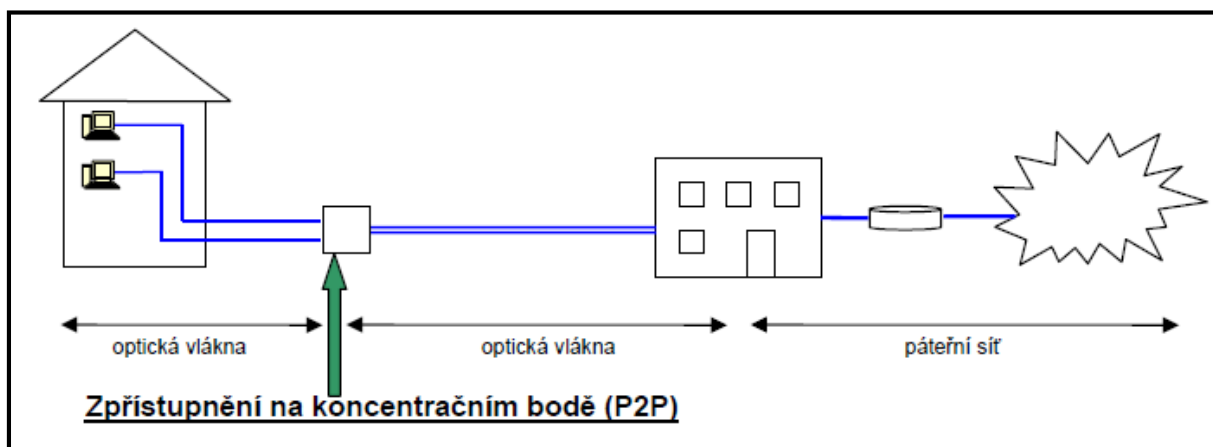 optická vlákna
optická vlákna
páteřní síť
Zpřístupnění na koncentračním bodě (P2P)